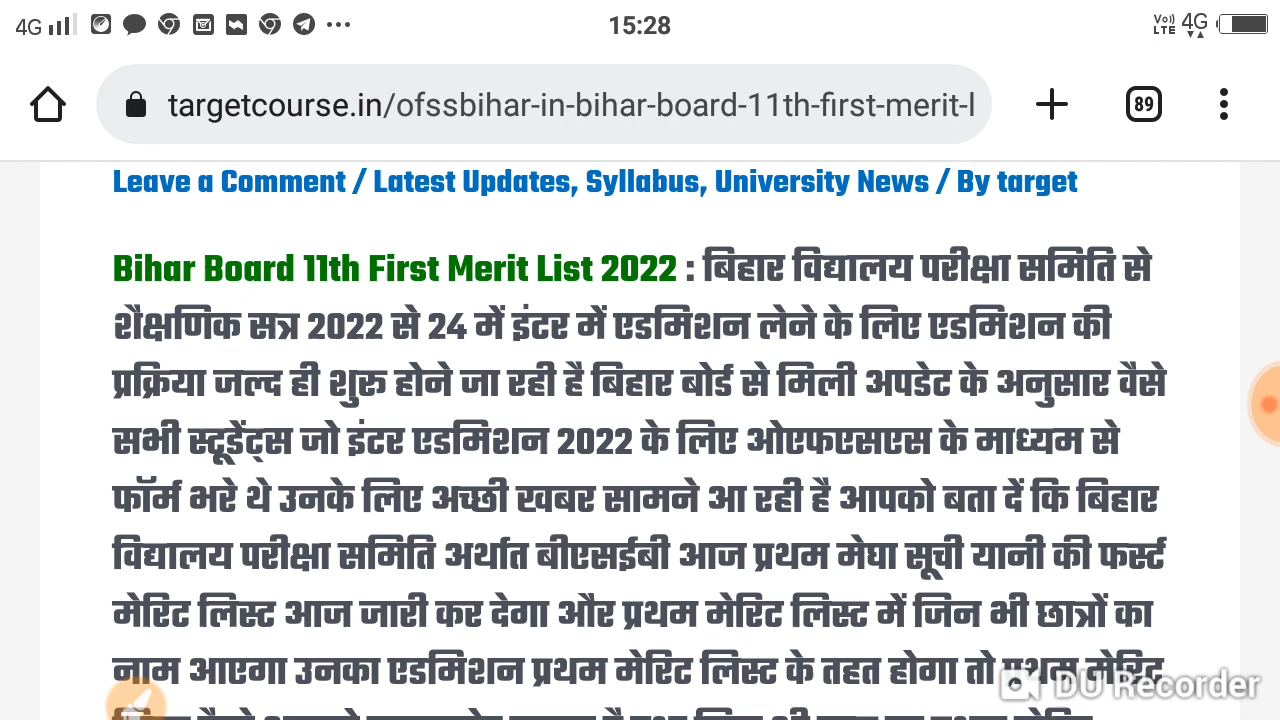 4G 15:28 Vo)) LTE 4G
targetcourse.in/ofssbihar-in-bihar-board-11th-first-merit-l 89
Leave a Comment / Latest Updates, Syllabus, University News / By target
Bihar Board 11th First Merit List 2022 : बिहार विद्यालय परीक्षा समिति से
शैक्षणिक सत्र 2022 से 24 में इंटर में एडमिशन लेने के लिए एडमिशन की
प्रक्रिया जल्द ही शुरू होने जा रही है बिहार बोर्ड से मिली अपडेट के अनुसार वैसे
सभी स्टूडेंट्स जो इंटर एडमिशन 2022 के लिए ओएफएसएस के माध्यम से
फॉर्म भरे थे उनके लिए अच्छी खबर सामने आ रही है आपको बता दें कि बिहार
विद्यालय परीक्षा समिति अर्थात बीएसईबी आज प्रथम मेघा सूची यानी की फर्स्ट
मेरिट लिस्ट आज जारी कर देगा और प्रथम मेरिट लिस्ट में जिन भी छात्रों का
नाम आएगा उनका एडमिशन प्रथम मेरिट लिस्ट के तहत होगा तो प्रथम मेरिट
DU Recorder